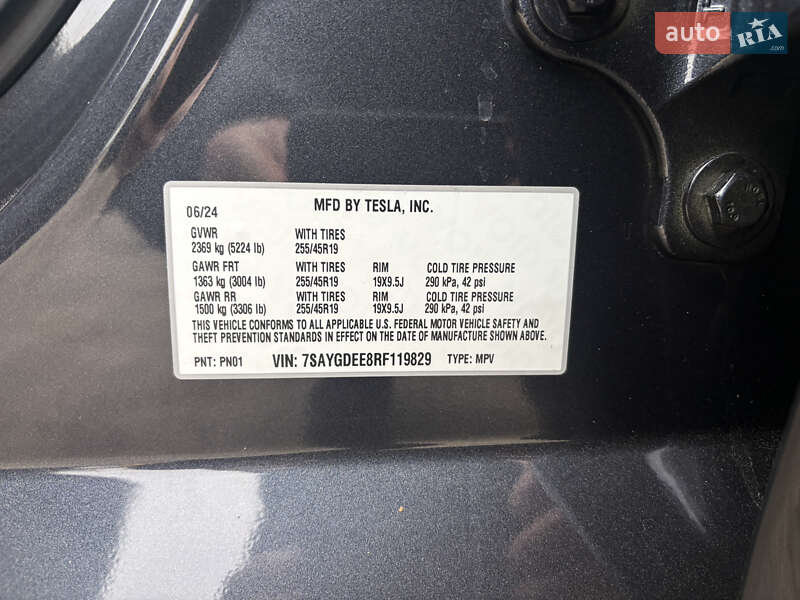 auto RIA .com
06/24 MFD BY TESLA, INC.
GVWR WITH TIRES
2369 kg (5224 lb) 255/45R19
GAWR FRT WITH TIRES RIM COLD TIRE PRESSURE
1363 kg (3004 lb) 255/45R19 19X9.5J 290 kPa, 42 psi
GAWR RR WITH TIRES RIM COLD TIRE PRESSURE
1500 kg (3306 lb) 255/45R19 19X9.5J 290 kPa, 42 psi
THIS VEHICLE CONFORMS TO ALL APPLICABLE U.S. FEDERAL MOTOR VEHICLE SAFETY AND
THEFT PREVENTION STANDARDS IN EFFECT ON THE DATE OF MANUFACTURE SHOWN ABOVE.
PNT: PN01 VIN: 7SAYGDEE8RF119829 TYPE: MPV